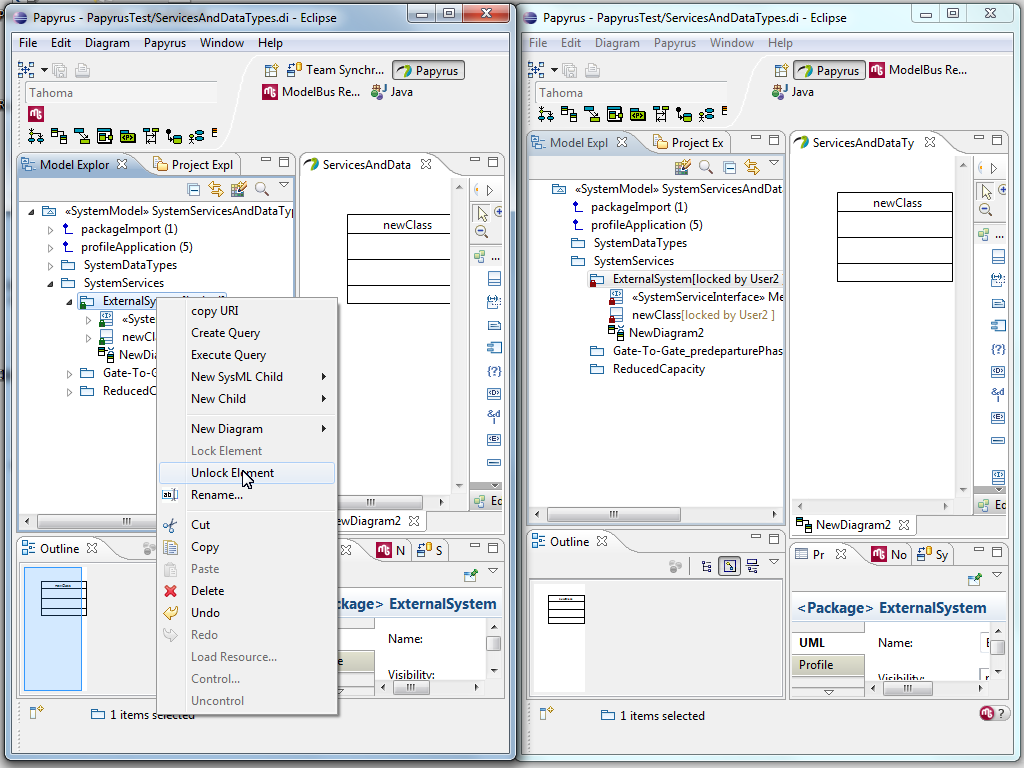 Papyrus - PapyrusTest/ServicesAndDataTypes.di - Eclipse
File Edit Diagram Papyrus Window Help
Team Synchr... Papyrus
Tahoma
ModelBus Re... Java
Model Explor Project Expl
ServicesAndData
«SystemModel» SystemServicesAndDataTyp
packageImport (1)
profileApplication (5)
SystemDataTypes
SystemServices
ExternalSy
«Syste
newCl
NewDia
Gate-To-G
ReducedC
newClass
copy URI
Create Query
Execute Query
New SysML Child
New Child
New Diagram
Lock Element
Unlock Element
Rename...
Cut
Copy
Paste
Delete
Undo
Redo
Load Resource...
Control...
Uncontrol
ewDiagram2
Outline
N S
ckage> ExternalSystem
Name:
e
Visibility:
1 items selected
Papyrus - PapyrusTest/ServicesAndDataTypes.di - Eclipse
File Edit Diagram Papyrus Window Help
Papyrus ModelBus Re...
Tahoma
Java
Model Expl Project Ex
ServicesAndDataTy
«SystemModel» SystemServicesAndDat
packageImport (1)
profileApplication (5)
SystemDataTypes
SystemServices
ExternalSystem[locked by User2
«SystemServiceInterface» Me
newClass[locked by User2 ]
NewDiagram2
Gate-To-Gate_predeparturePhas
ReducedCapacity
newClass
NewDiagram2
Outline
Pr No Sy
<Package> ExternalSystem
UML
Name:
Profile
Visibility:
1 items selected